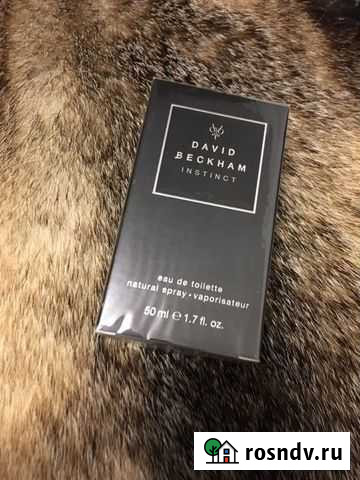 DAVID
BECKHAM
INSTINCT
eau de toilette
natural spray • vaporisateur
50 ml ℮ 1.7 fl. oz.
rosndv.ru